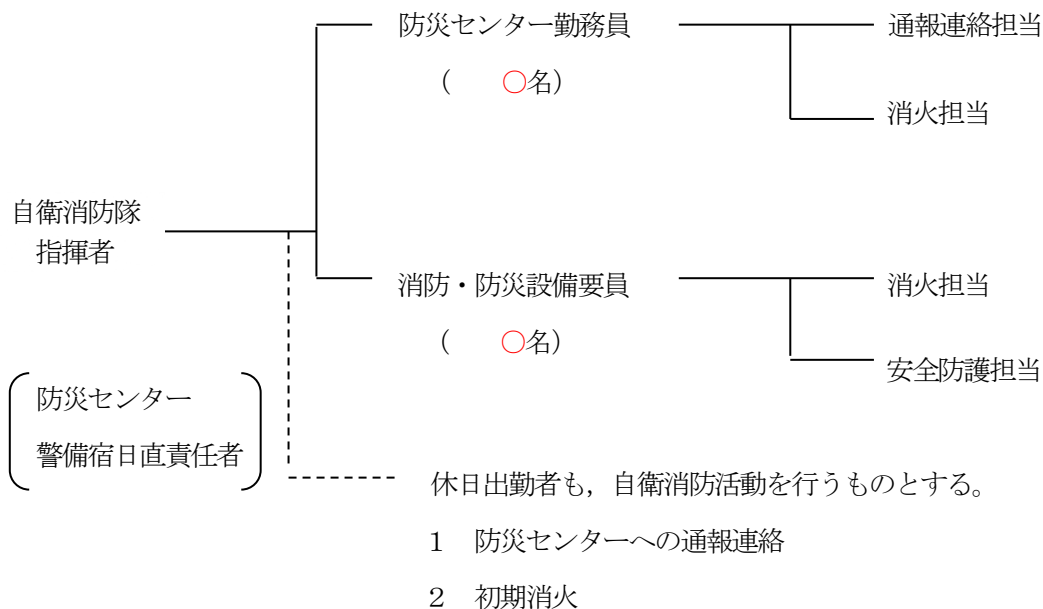 防災センター勤務員
(　　○名)
通報連絡担当
消火担当
自衛消防隊
指揮者
消防・防災設備要員
(　　○名)
消火担当
安全防護担当
防災センター
警備宿日直責任者
休日出勤者も，自衛消防活動を行うものとする。
１　防災センターへの通報連絡
２　初期消火